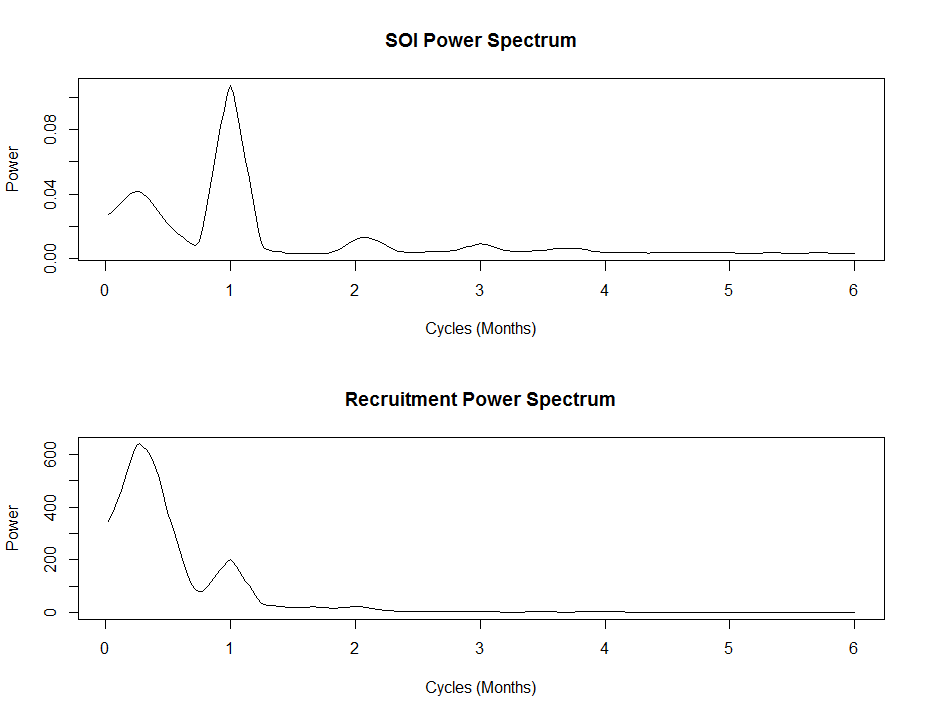 SOI Power Spectrum
Power
0.00 0.04 0.08
0 1 2 3 4 5 6
Cycles (Months)
Recruitment Power Spectrum
Power
0 200 400 600
0 1 2 3 4 5 6
Cycles (Months)